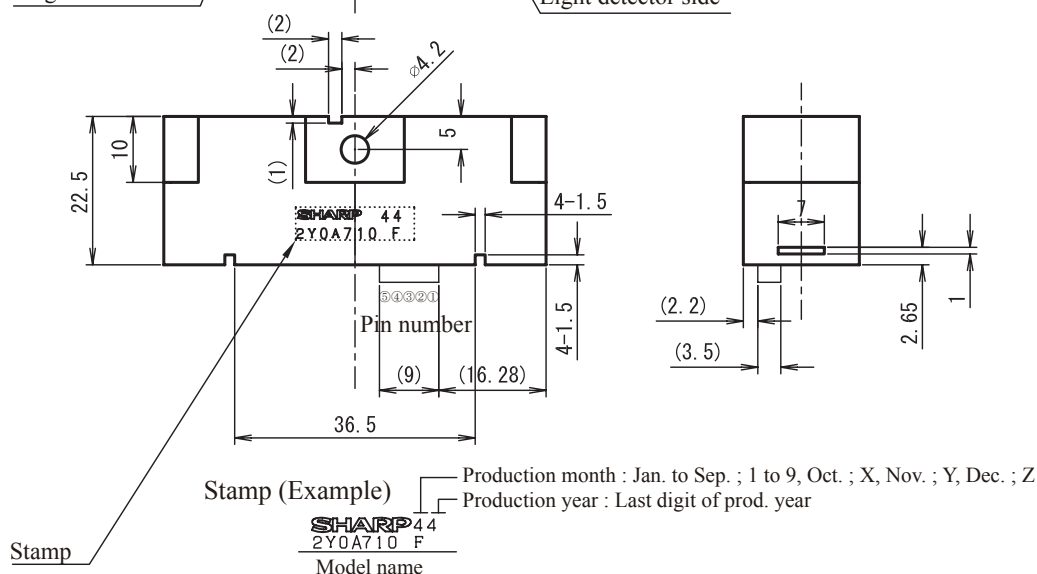 Light detector side
(2)
(2)
ø4.2
22.5
10
(1)
5
SHARP 44
2Y0A710 F
4-1.5
7
⑤④③②①
Pin number
4-1.5
(2.2)
(3.5)
2.65
1
(9)
(16.28)
36.5
Production month : Jan. to Sep. ; 1 to 9, Oct. ; X, Nov. ; Y, Dec. ; Z
Stamp (Example)
Production year : Last digit of prod. year
SHARP 44
2Y0A710 F
Stamp
Model name